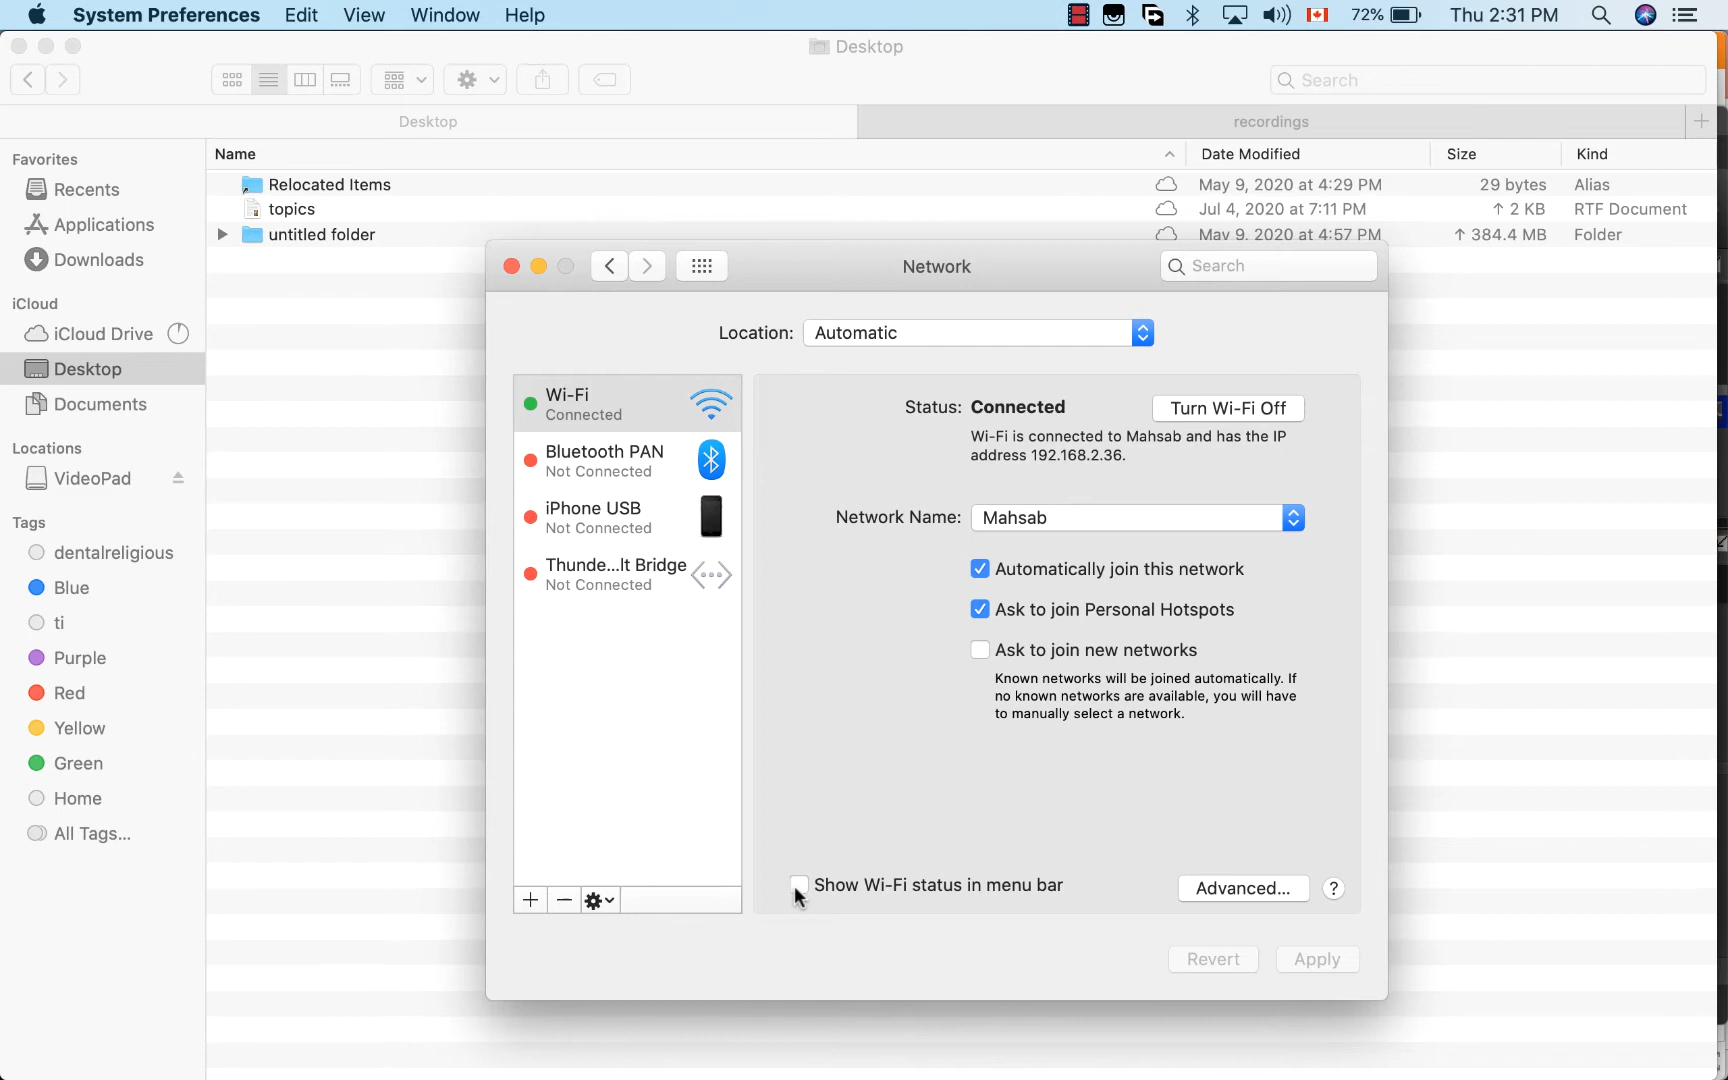 System Preferences Edit View Window Help 72% Thu 2:31 PM
Desktop
Search
Desktop recordings
Favorites
Recents
Applications
Downloads
iCloud
iCloud Drive
Desktop
Documents
Locations
VideoPad
Tags
dentalreligious
Blue
ti
Purple
Red
Yellow
Green
Home
All Tags...
Name Date Modified Size Kind
Relocated Items May 9, 2020 at 4:29 PM 29 bytes Alias
topics Jul 4, 2020 at 7:11 PM ↑ 2 KB RTF Document
untitled folder May 9, 2020 at 4:57 PM ↑ 384.4 MB Folder
Network
Search
Location: Automatic
Wi-Fi
Connected
Bluetooth PAN
Not Connected
iPhone USB
Not Connected
Thunde...lt Bridge
Not Connected
Status: Connected Turn Wi-Fi Off
Wi-Fi is connected to Mahsab and has the IP
address 192.168.2.36.
Network Name: Mahsab
Automatically join this network
Ask to join Personal Hotspots
Ask to join new networks
Known networks will be joined automatically. If
no known networks are available, you will have
to manually select a network.
Show Wi-Fi status in menu bar Advanced... ?
Revert Apply